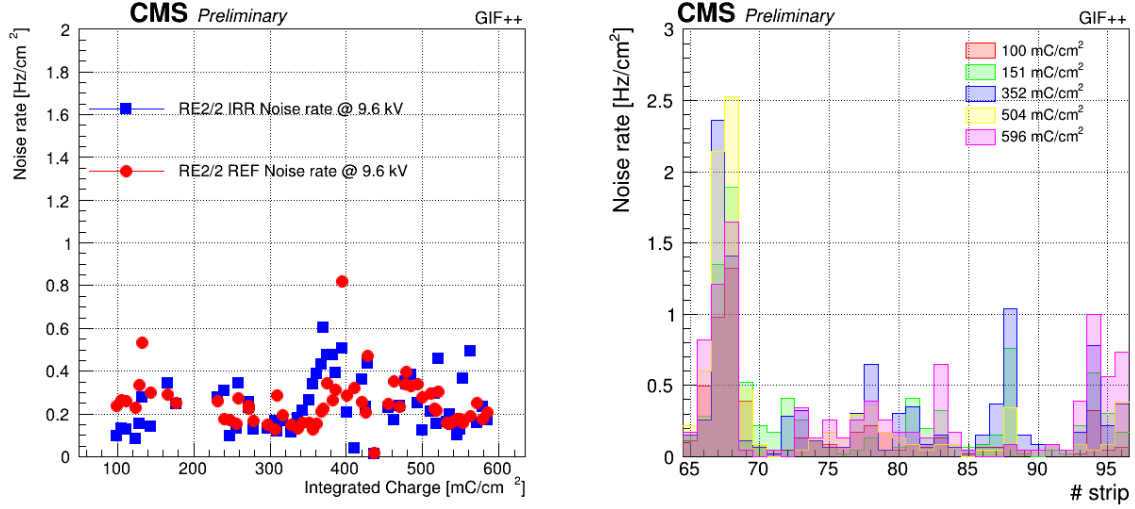 CMS Preliminary GIF++
Noise rate [Hz/cm²]
2
1.8
1.6
1.4
1.2
1
0.8
0.6
0.4
0.2
0
RE2/2 IRR Noise rate @ 9.6 kV
RE2/2 REF Noise rate @ 9.6 kV
100 200 300 400 500 600
Integrated Charge [mC/cm²]
CMS Preliminary GIF++
Noise rate [Hz/cm²]
3
2.5
2
1.5
1
0.5
0
100 mC/cm²
151 mC/cm²
352 mC/cm²
504 mC/cm²
596 mC/cm²
65 70 75 80 85 90 95
# strip